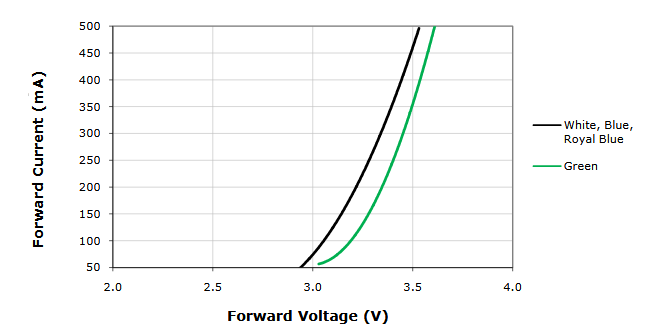 500
450
400
350
300
250
200
150
100
50
Forward Current (mA)
2.0 2.5 3.0 3.5 4.0
Forward Voltage (V)
White, Blue,
Royal Blue
Green